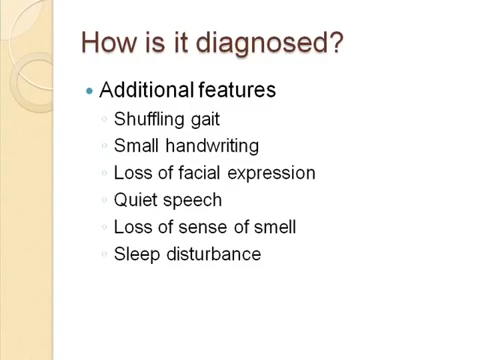 How is it diagnosed?
Additional features
Shuffling gait
Small handwriting
Loss of facial expression
Quiet speech
Loss of sense of smell
Sleep disturbance